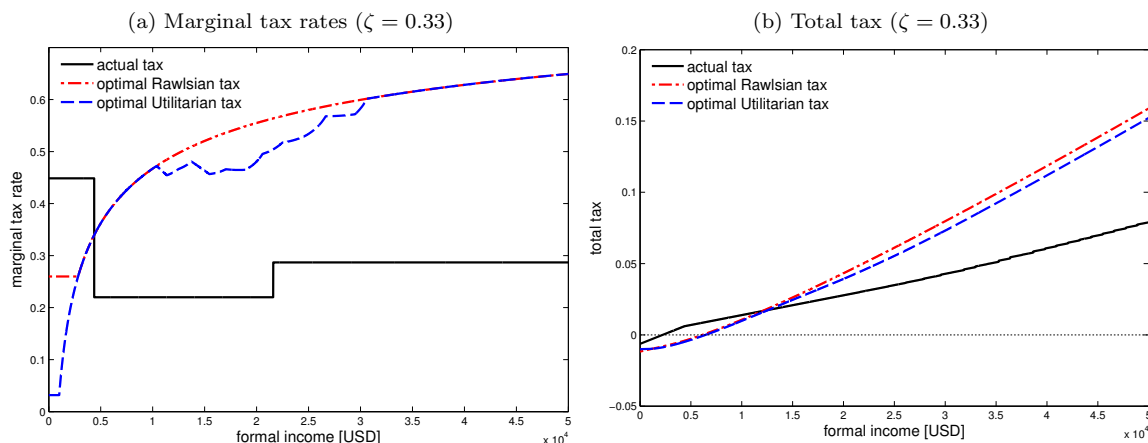 (a) Marginal tax rates (ζ = 0.33)
actual tax
optimal Rawlsian tax
optimal Utilitarian tax
marginal tax rate
0.6
0.5
0.4
0.3
0.2
0.1
0
0 0.5 1 1.5 2 2.5 3 3.5 4 4.5 5
formal income [USD]
x 10^4
(b) Total tax (ζ = 0.33)
actual tax
optimal Rawlsian tax
optimal Utilitarian tax
total tax
0.2
0.15
0.1
0.05
0
−0.05
0 0.5 1 1.5 2 2.5 3 3.5 4 4.5 5
formal income [USD]
x 10^4